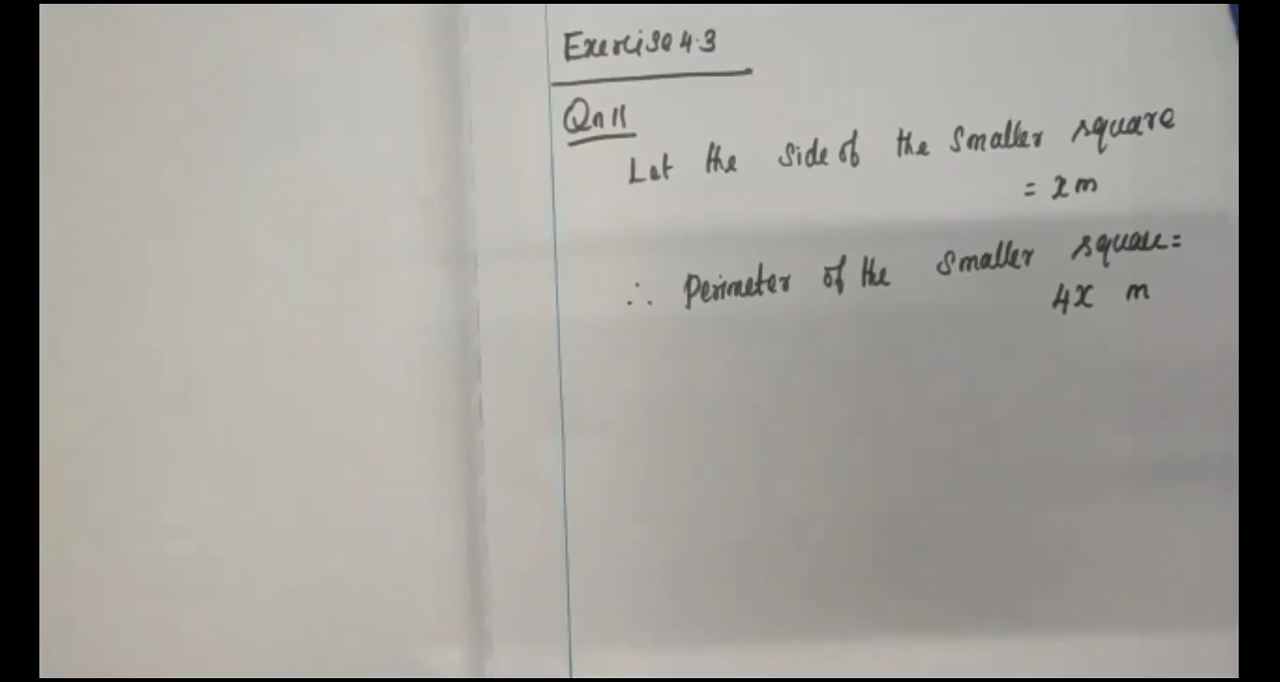 Exercise 4.3
Qn 11
Let the side of the smaller square
= x m
∴ Perimeter of the smaller square =
4x m